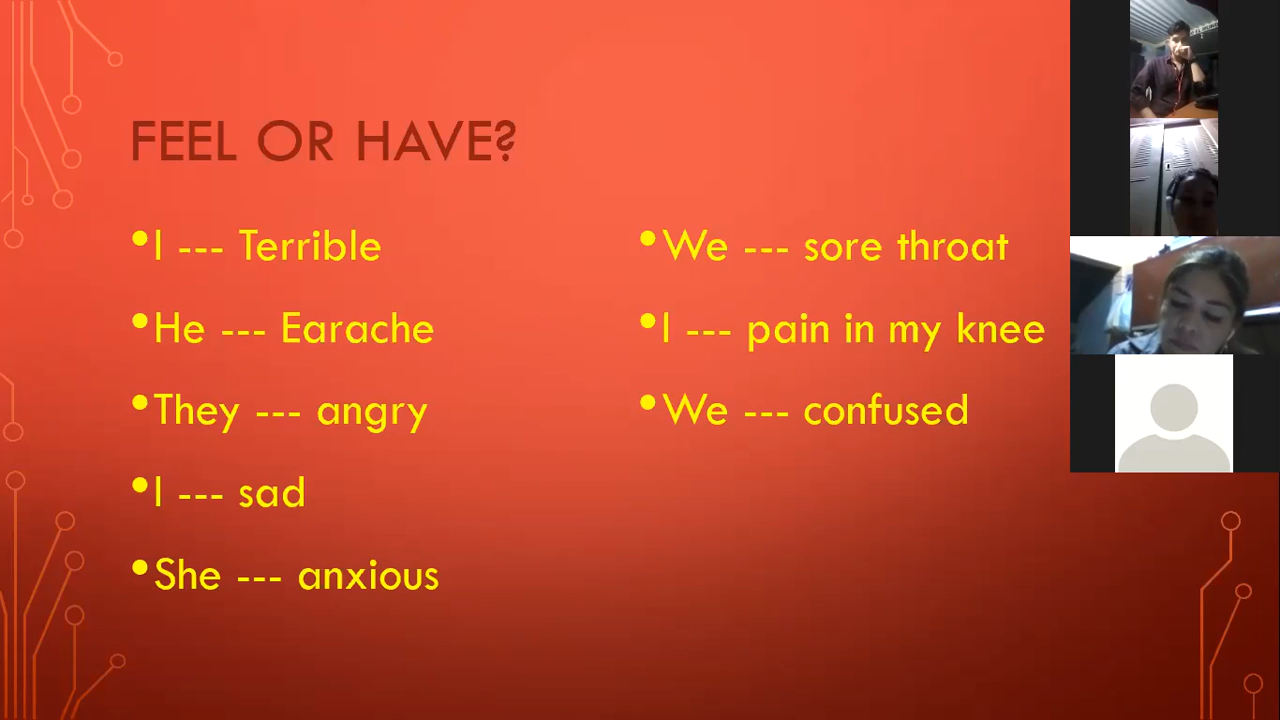 FEEL OR HAVE?
•I --- Terrible
•He --- Earache
•They --- angry
•I --- sad
•She --- anxious
•We --- sore throat
•I --- pain in my knee
•We --- confused